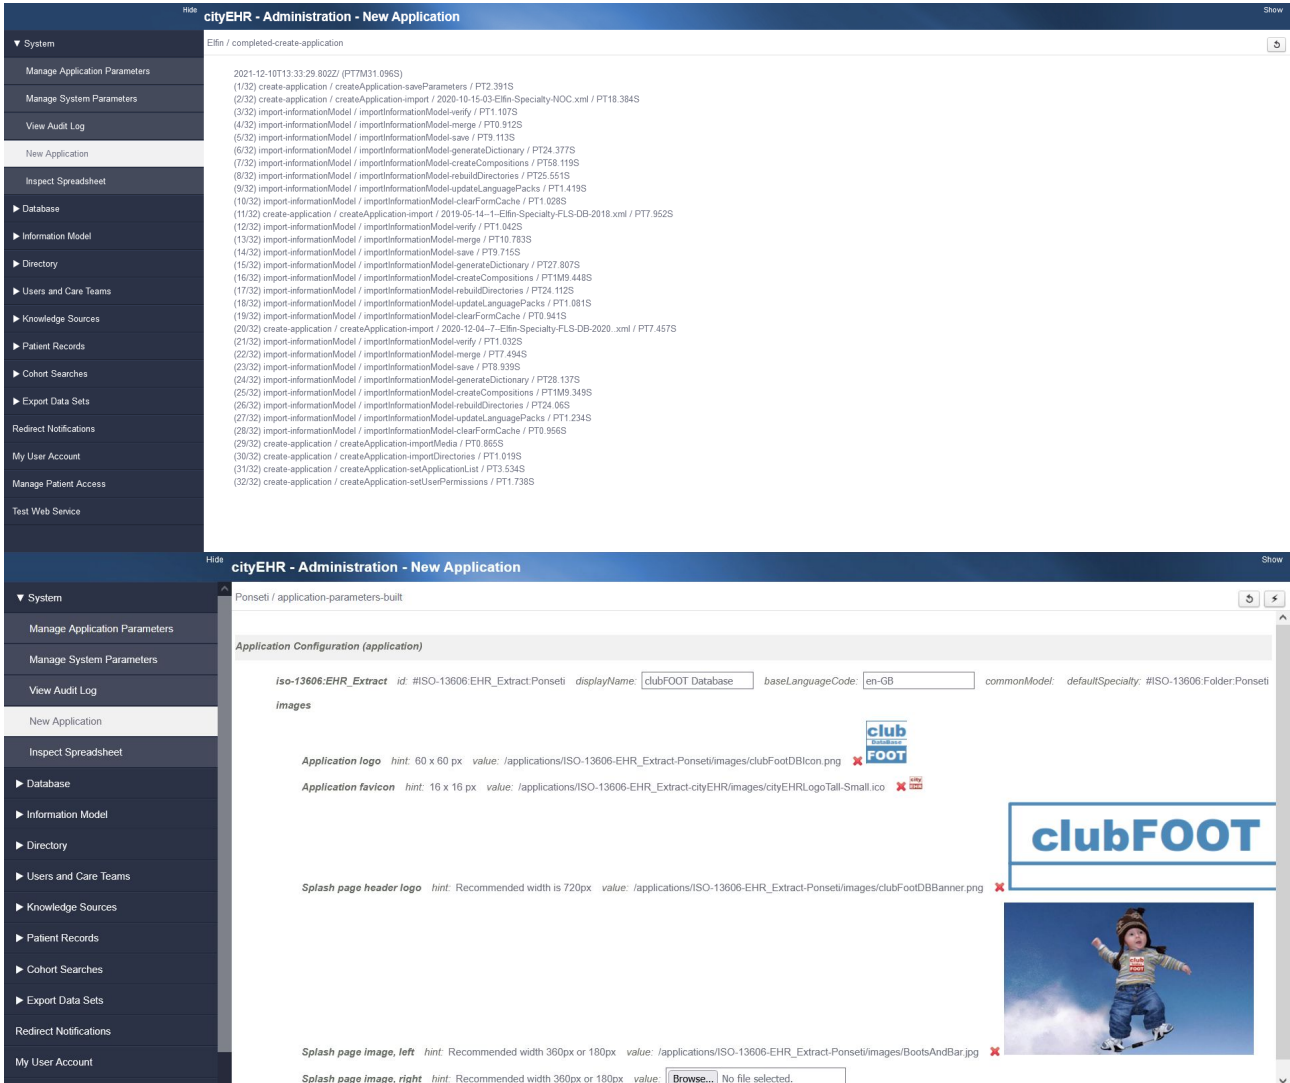 Hide
cityEHR - Administration - New Application
Show
▼ System
Manage Application Parameters
Manage System Parameters
View Audit Log
New Application
Inspect Spreadsheet
► Database
► Information Model
► Directory
► Users and Care Teams
► Knowledge Sources
► Patient Records
► Cohort Searches
► Export Data Sets
Redirect Notifications
My User Account
Manage Patient Access
Test Web Service
Elfin / completed-create-application
2021-12-10T13:33:29.802Z/ (PT7M31.096S)
(1/32) create-application / createApplication-saveParameters / PT2.391S
(2/32) create-application / createApplication-import / 2020-10-15-03-Elfin-Specialty-NOC.xml / PT18.384S
(3/32) import-informationModel / importInformationModel-verify / PT1.107S
(4/32) import-informationModel / importInformationModel-merge / PT0.912S
(5/32) import-informationModel / importInformationModel-save / PT9.113S
(6/32) import-informationModel / importInformationModel-generateDictionary / PT24.377S
(7/32) import-informationModel / importInformationModel-createCompositions / PT58.119S
(8/32) import-informationModel / importInformationModel-rebuildDirectories / PT25.551S
(9/32) import-informationModel / importInformationModel-updateLanguagePacks / PT1.419S
(10/32) import-informationModel / importInformationModel-clearFormCache / PT1.028S
(11/32) create-application / createApplication-import / 2019-05-14--1--Elfin-Specialty-FLS-DB-2018.xml / PT7.952S
(12/32) import-informationModel / importInformationModel-verify / PT1.042S
(13/32) import-informationModel / importInformationModel-merge / PT10.783S
(14/32) import-informationModel / importInformationModel-save / PT9.715S
(15/32) import-informationModel / importInformationModel-generateDictionary / PT27.807S
(16/32) import-informationModel / importInformationModel-createCompositions / PT1M9.448S
(17/32) import-informationModel / importInformationModel-rebuildDirectories / PT24.112S
(18/32) import-informationModel / importInformationModel-updateLanguagePacks / PT1.081S
(19/32) import-informationModel / importInformationModel-clearFormCache / PT0.941S
(20/32) create-application / createApplication-import / 2020-12-04--7--Elfin-Specialty-FLS-DB-2020..xml / PT7.457S
(21/32) import-informationModel / importInformationModel-verify / PT1.032S
(22/32) import-informationModel / importInformationModel-merge / PT7.494S
(23/32) import-informationModel / importInformationModel-save / PT8.939S
(24/32) import-informationModel / importInformationModel-generateDictionary / PT28.137S
(25/32) import-informationModel / importInformationModel-createCompositions / PT1M9.349S
(26/32) import-informationModel / importInformationModel-rebuildDirectories / PT24.06S
(27/32) import-informationModel / importInformationModel-updateLanguagePacks / PT1.234S
(28/32) import-informationModel / importInformationModel-clearFormCache / PT0.956S
(29/32) create-application / createApplication-importMedia / PT0.865S
(30/32) create-application / createApplication-importDirectories / PT1.019S
(31/32) create-application / createApplication-setApplicationList / PT3.534S
(32/32) create-application / createApplication-setUserPermissions / PT1.738S
Hide
cityEHR - Administration - New Application
Show
▼ System
Manage Application Parameters
Manage System Parameters
View Audit Log
New Application
Inspect Spreadsheet
► Database
► Information Model
► Directory
► Users and Care Teams
► Knowledge Sources
► Patient Records
► Cohort Searches
► Export Data Sets
Redirect Notifications
My User Account
Ponseti / application-parameters-built
Application Configuration (application)
iso-13606:EHR_Extract id: #ISO-13606:EHR_Extract:Ponseti displayName: clubFOOT Database baseLanguageCode: en-GB commonModel: defaultSpecialty: #ISO-13606:Folder:Ponseti
images
club
DataBase
FOOT
Application logo hint: 60 x 60 px value: /applications/ISO-13606-EHR_Extract-Ponseti/images/clubFootDBIcon.png
Application favicon hint: 16 x 16 px value: /applications/ISO-13606-EHR_Extract-cityEHR/images/cityEHRLogoTall-Small.ico
city
EHR
clubFOOT
Splash page header logo hint: Recommended width is 720px value: /applications/ISO-13606-EHR_Extract-Ponseti/images/clubFootDBBanner.png
club
FOOT
Splash page image, left hint: Recommended width 360px or 180px value: /applications/ISO-13606-EHR_Extract-Ponseti/images/BootsAndBar.jpg
Splash page image, right hint: Recommended width 360px or 180px value: Browse... No file selected.